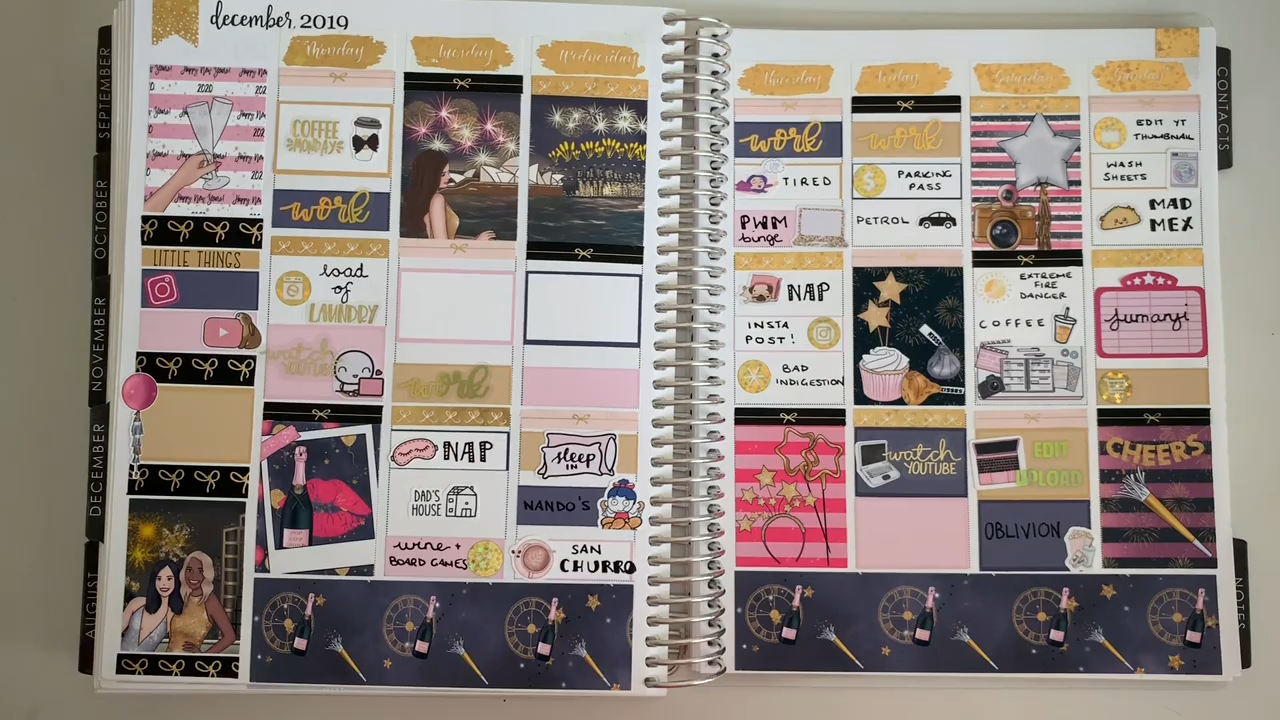 december, 2019
Monday
Tuesday
Wednesday
Thursday
Friday
Saturday
Sunday
Happy New Years!
2020
COFFEE
MONDAYS
work
LITTLE THINGS
load
of
LAUNDRY
watch
YOUTUBE
work
NAP
DAD'S
HOUSE
wine +
BOARD GAMES
sleep
IN
NANDO'S
SAN
CHURRO
work
TIRED
PWM
binge
NAP
INSTA
POST!
BAD
INDIGESTION
work
PARKING
PASS
PETROL
KISSES
watch
YOUTUBE
EXTREME
FIRE
DANGER
COFFEE
EDIT
UPLOAD
OBLIVION
EDIT YT
THUMBNAIL
WASH
SHEETS
MAD
MEX
Jumanji
CHEERS
SEPTEMBER
OCTOBER
NOVEMBER
DECEMBER
AUGUST
CONTACTS
NOTES